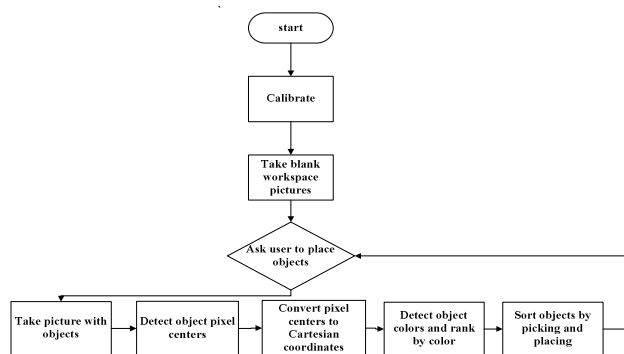 start
Calibrate
Take blank
workspace
pictures
Ask user to place
objects
Take picture with
objects
Detect object pixel
centers
Convert pixel
centers to
Cartesian
coordinates
Detect object
colors and rank
by color
Sort objects by
picking and
placing